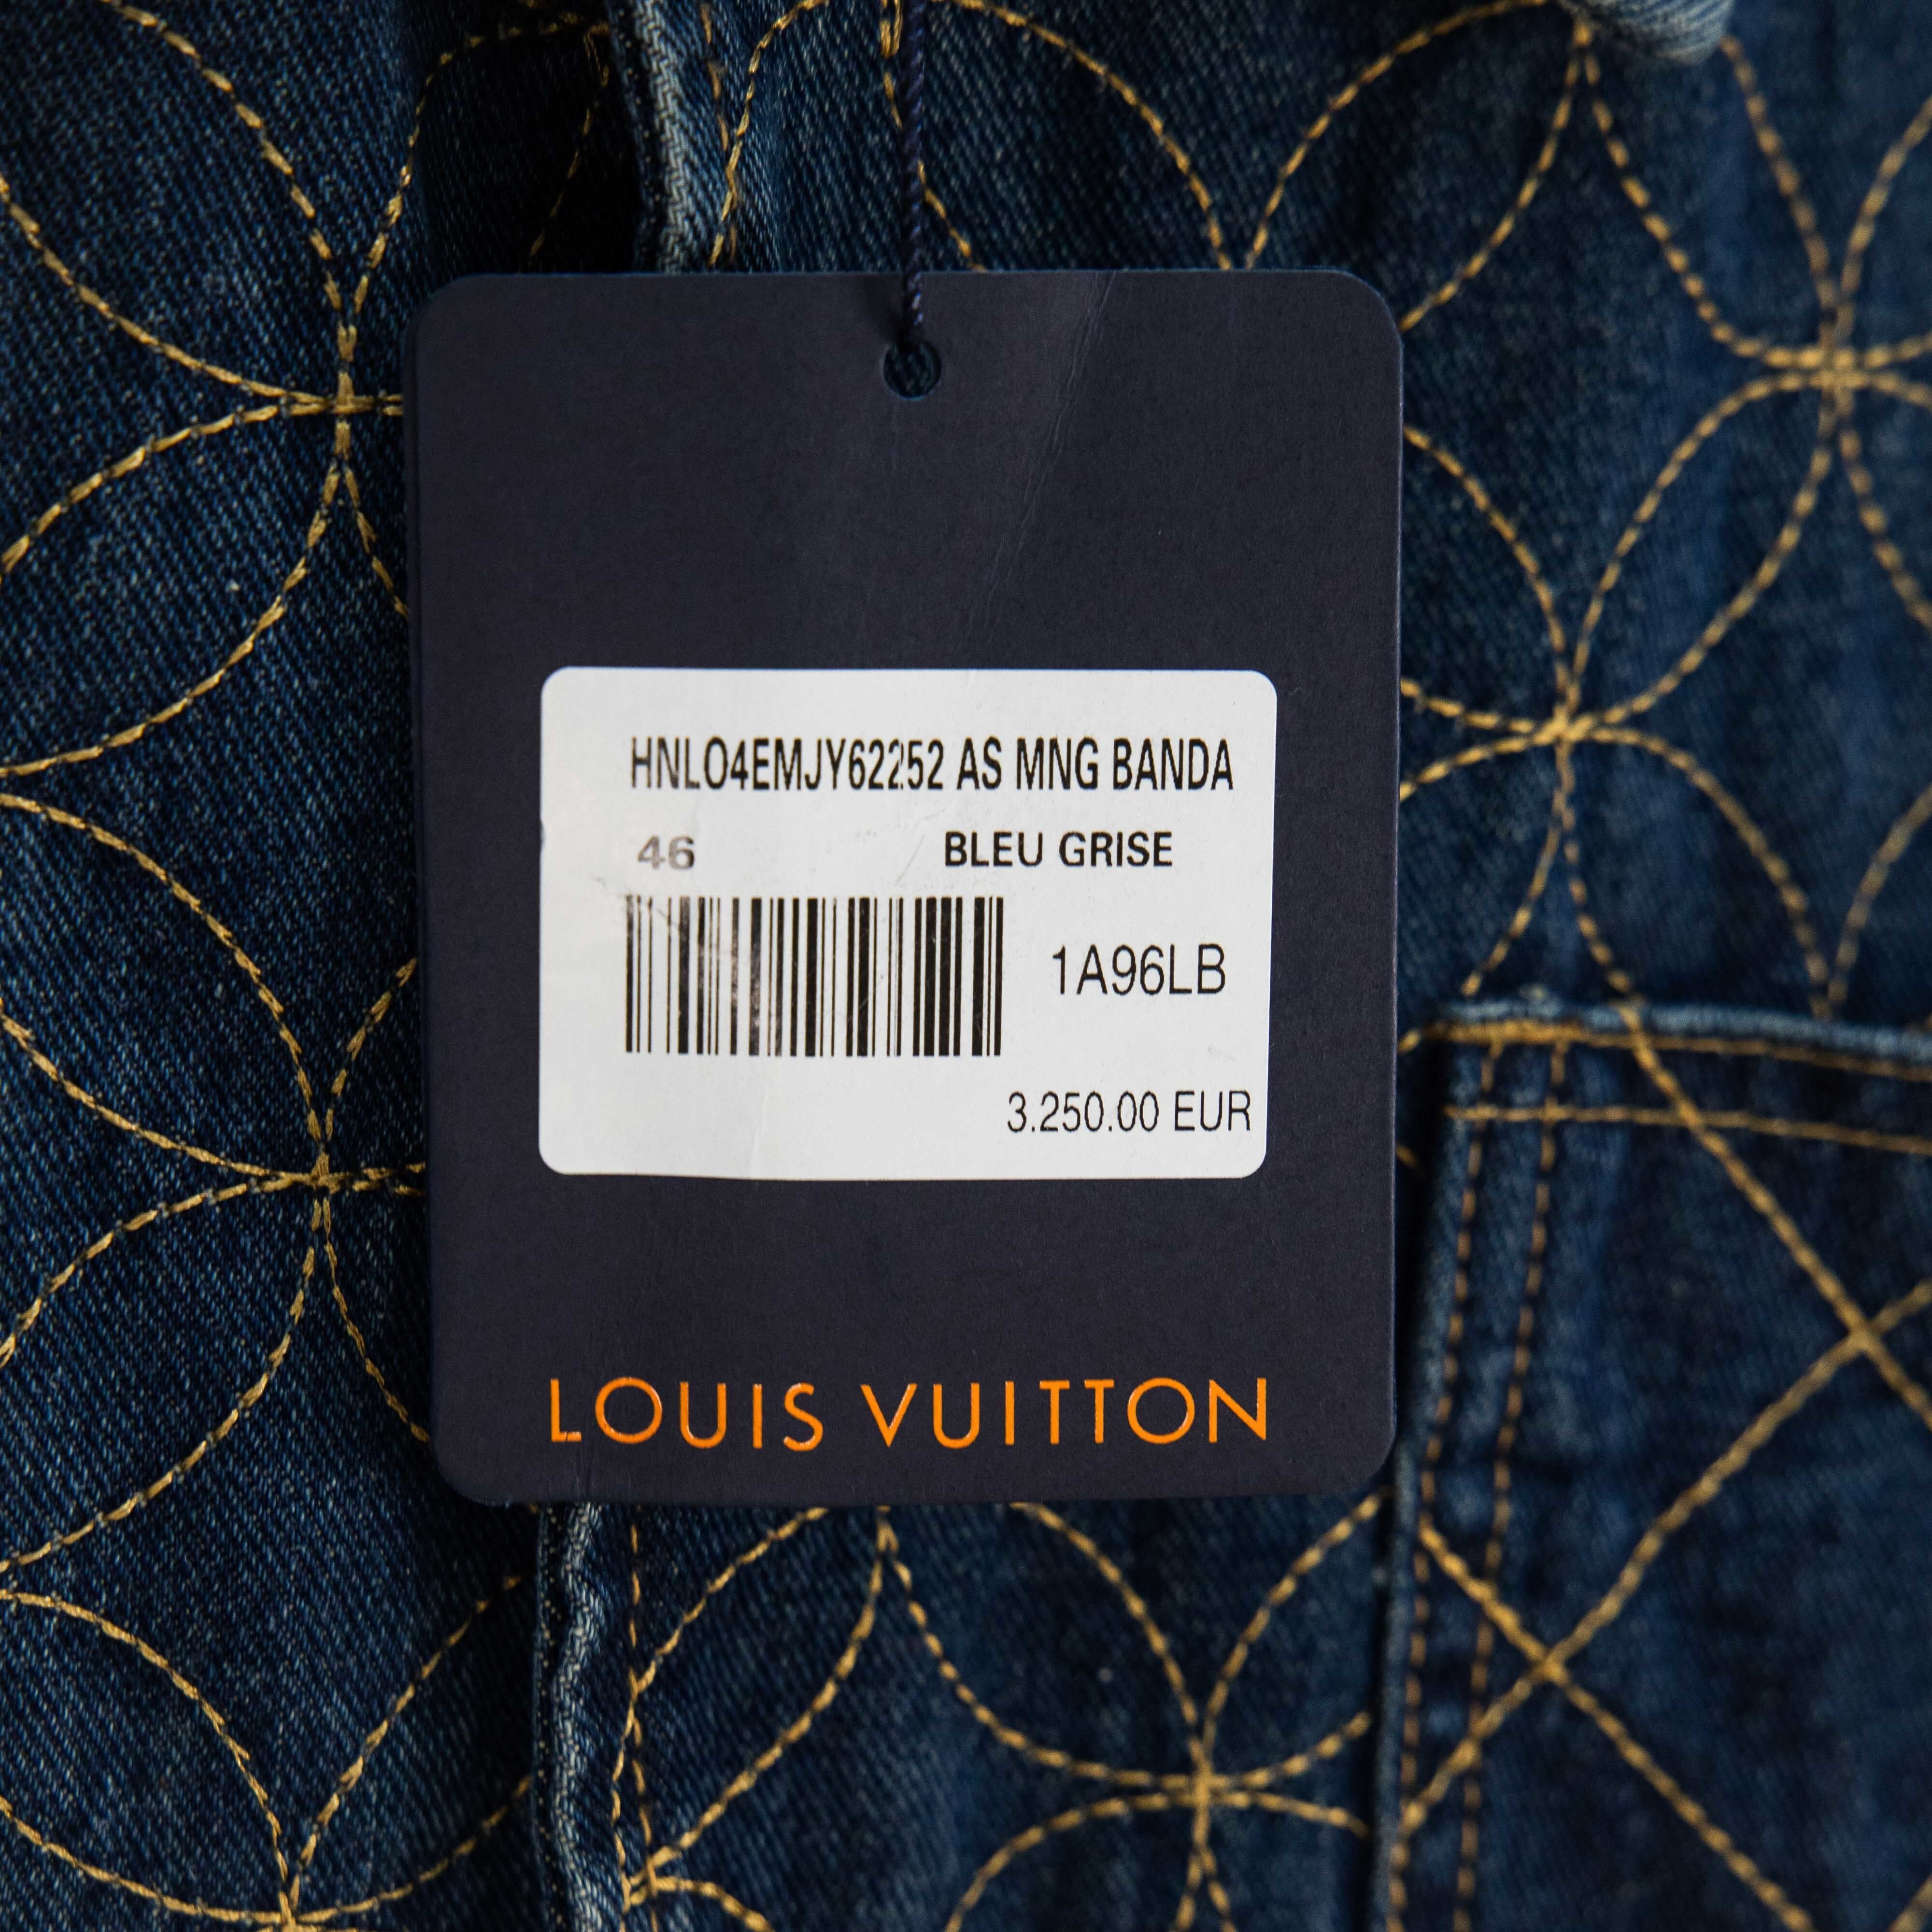 HNLO4EMJY62252 AS MNG BANDA
46 BLEU GRISE
1A96LB
3.250.00 EUR
LOUIS VUITTON